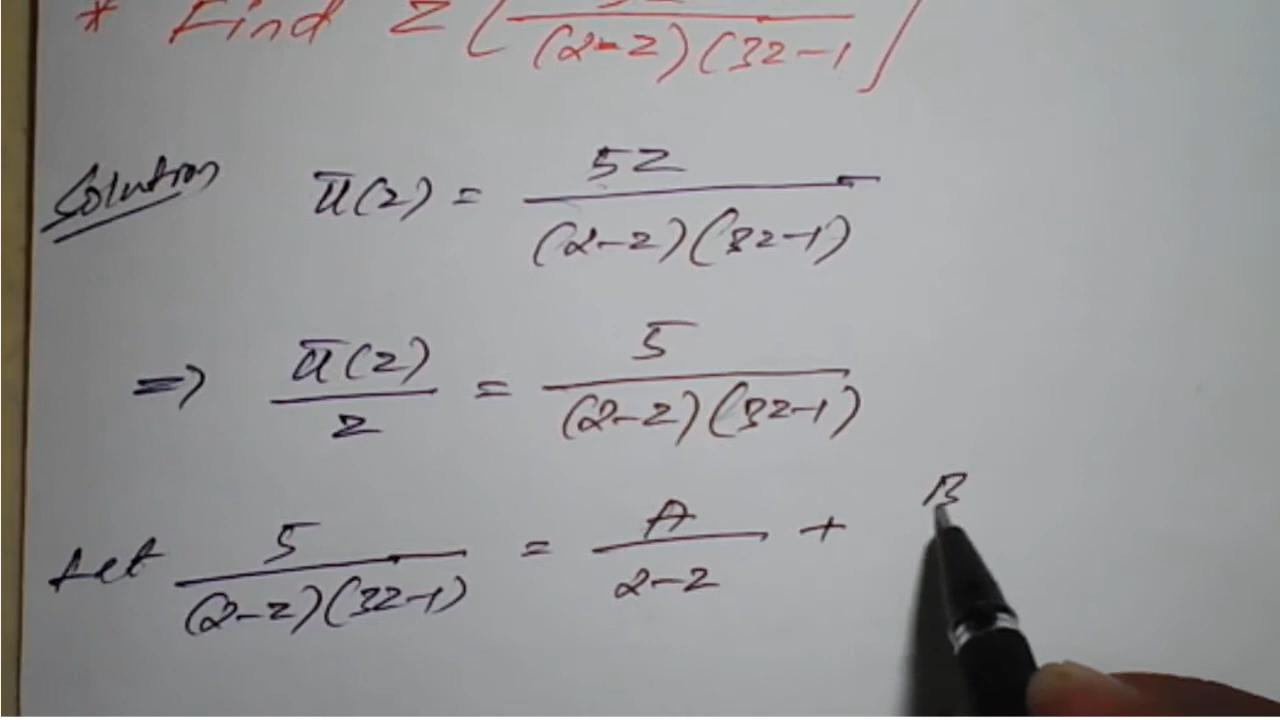 * Find Z [ / (2-z)(3z-1 ]
Solution ū(z) = 5z / (2-z)(3z-1)
=> ū(z) / z = 5 / (2-z)(3z-1)
Let 5 / (2-z)(3z-1) = A / 2-z + B